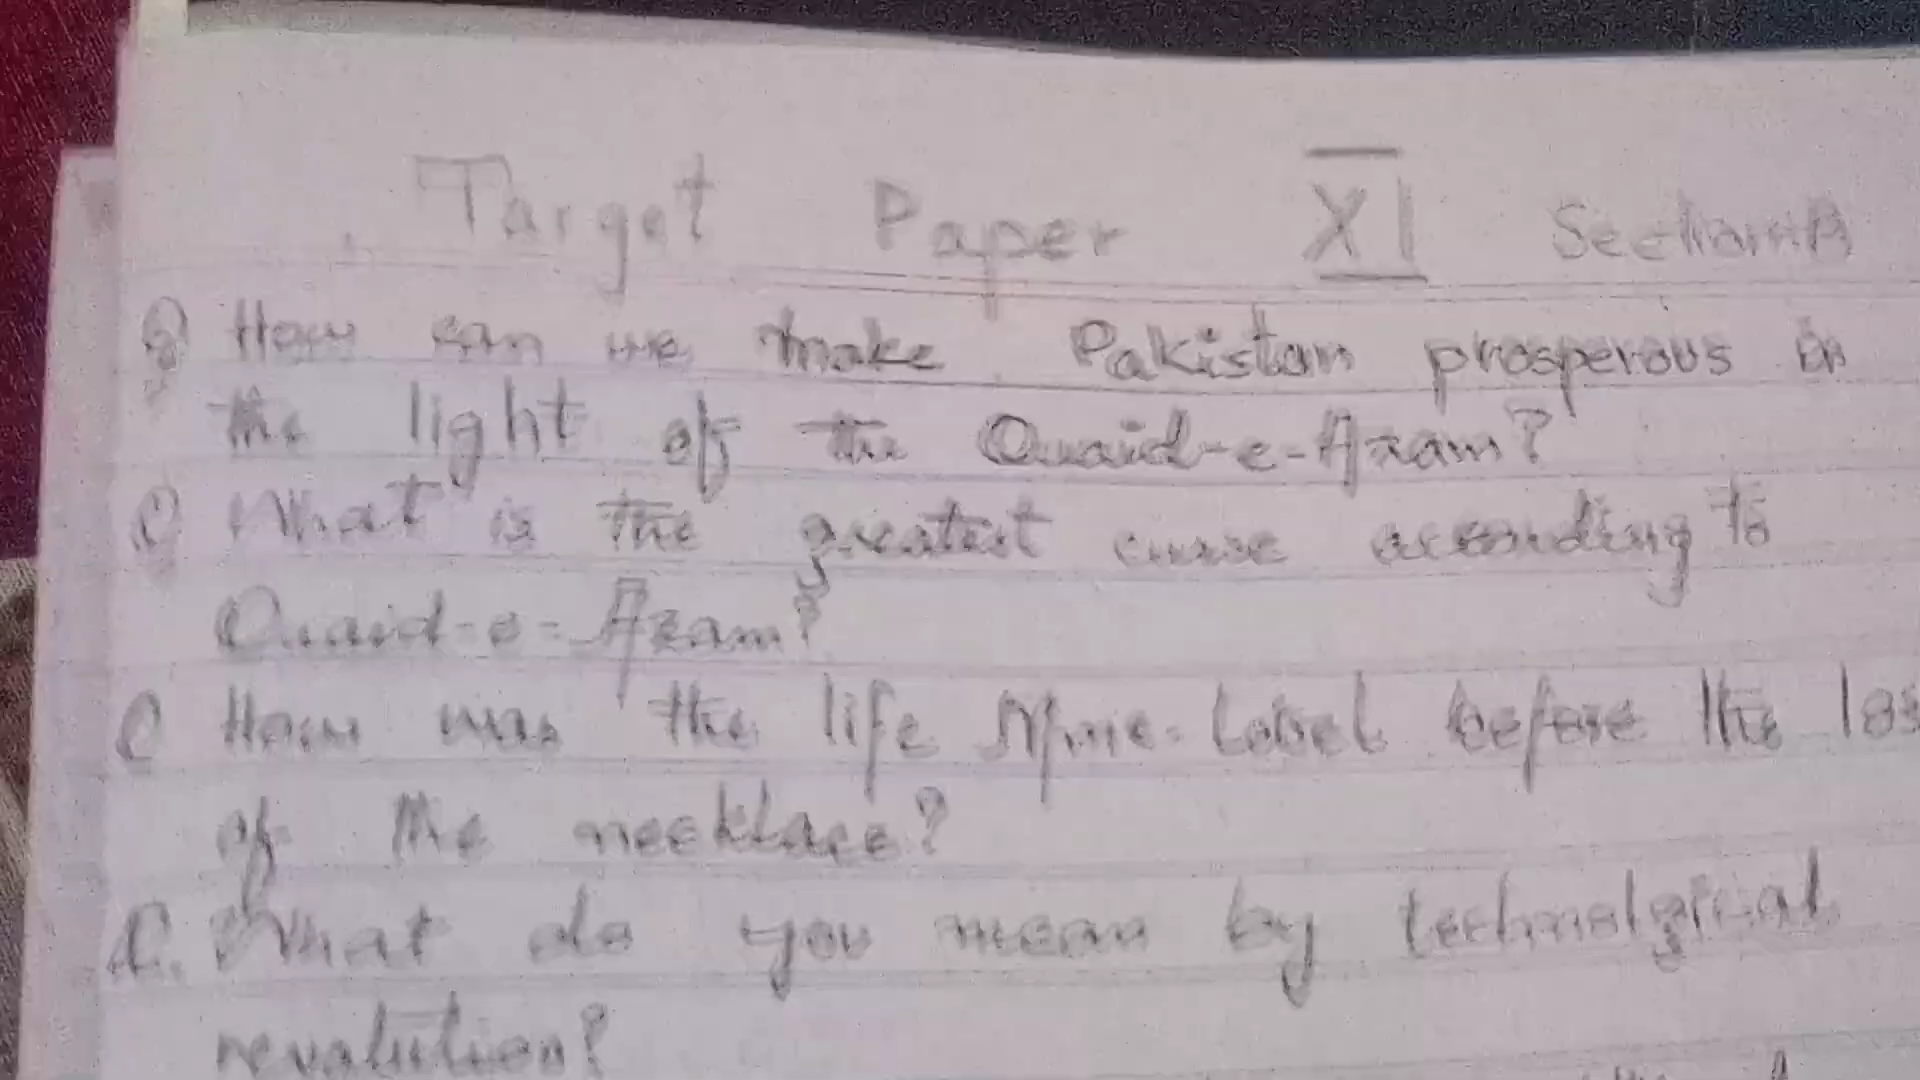 Target Paper XI Section A
Q How can we make Pakistan prosperous in
the light of the Quaid-e-Azam?
Q What is the greatest curse according to
Quaid-e-Azam?
Q How was the life Mme. Loisel before the los
of the necklace?
Q. What do you mean by technolgical
revolution?